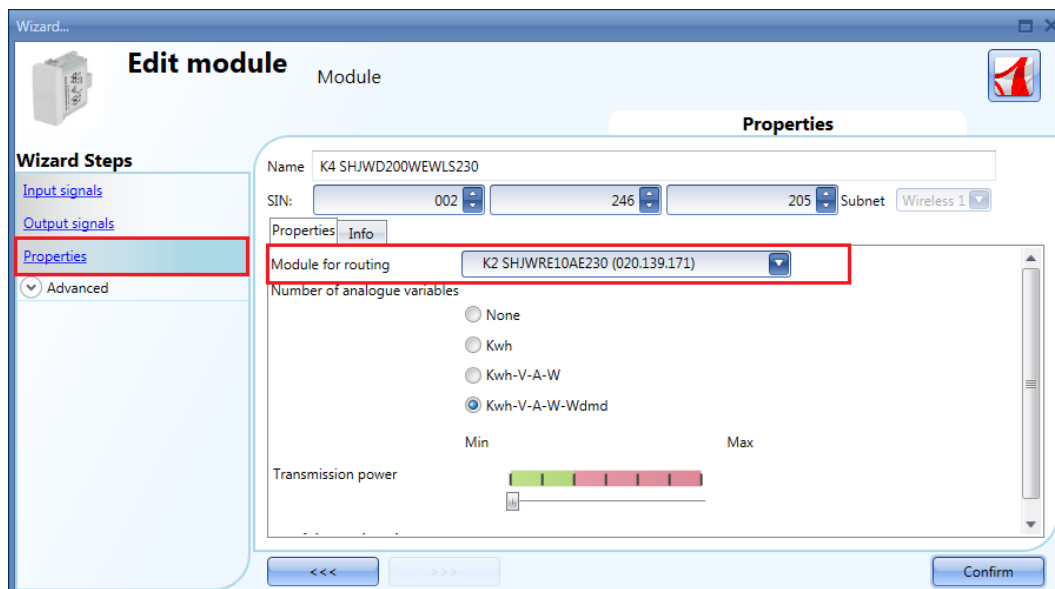 Wizard...
Edit module
Module
Properties
Wizard Steps
Input signals
Output signals
Properties
Advanced
Name K4 SHJWD200WEWLS230
SIN: 002 246 205 Subnet Wireless 1
Properties Info
Module for routing K2 SHJWRE10AE230 (020.139.171)
Number of analogue variables
None
Kwh
Kwh-V-A-W
Kwh-V-A-W-Wdmd
Min Max
Transmission power
<<< >>> Confirm